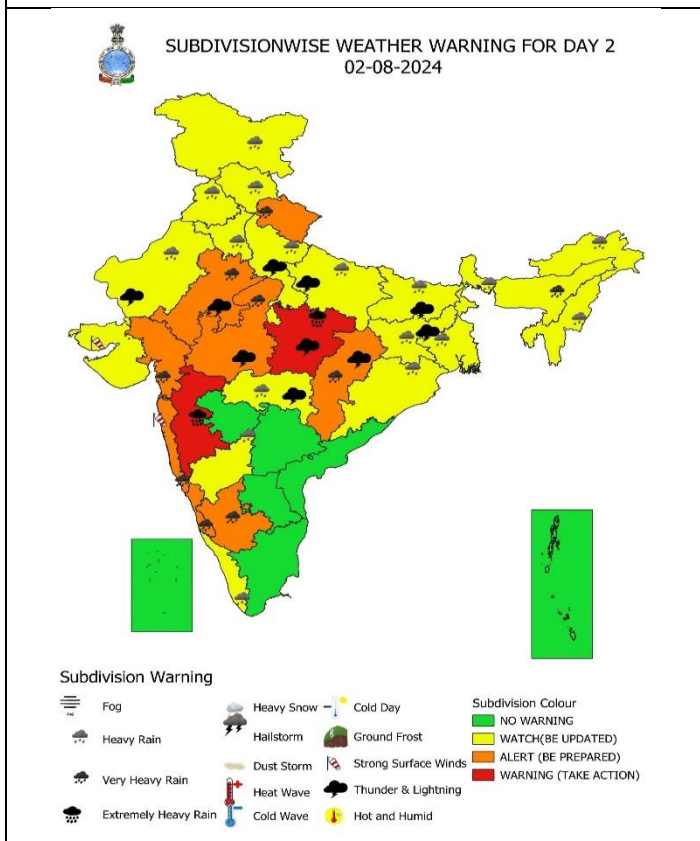 SUBDIVISIONWISE WEATHER WARNING FOR DAY 2
02-08-2024
Subdivision Warning
Fog
Heavy Rain
Very Heavy Rain
Extremely Heavy Rain
Heavy Snow
Hailstorm
Dust Storm
Heat Wave
Cold Wave
Cold Day
Ground Frost
Strong Surface Winds
Thunder & Lightning
Hot and Humid
Subdivision Colour
NO WARNING
WATCH(BE UPDATED)
ALERT (BE PREPARED)
WARNING (TAKE ACTION)